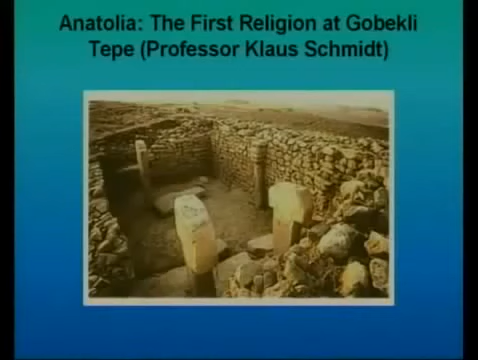 Anatolia: The First Religion at Gobekli
Tepe (Professor Klaus Schmidt)